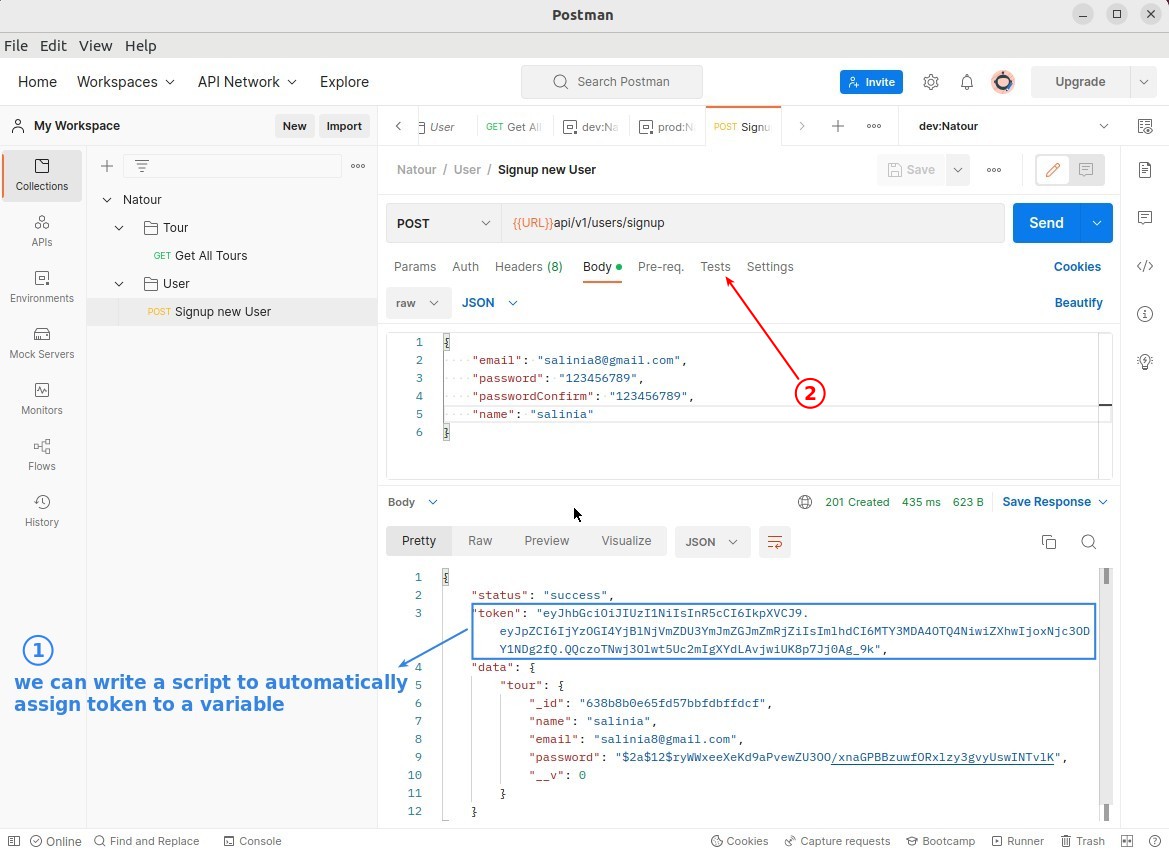 Postman
File Edit View Help
Home Workspaces API Network Explore Search Postman Invite Upgrade
My Workspace New Import User GET Get All dev:Na prod:N POST Signu dev:Natour
Collections
APIs
Environments
Mock Servers
Monitors
Flows
History
Natour
Tour
GET Get All Tours
User
POST Signup new User
Natour / User / Signup new User Save
POST {{URL}}api/v1/users/signup Send
Params Auth Headers (8) Body Pre-req. Tests Settings Cookies
raw JSON Beautify
1 {
2 "email": "salinia8@gmail.com",
3 "password": "123456789",
4 "passwordConfirm": "123456789",
5 "name": "salinia"
6 }
2
Body 201 Created 435 ms 623 B Save Response
Pretty Raw Preview Visualize JSON
1 {
2 "status": "success",
3 "token": "eyJhbGciOiJIUzI1NiIsInR5cCI6IkpXVCJ9.
eyJpZCI6IjYzOGI4YjBlNjVmZDU3YmJmZGJmZmRjZiIsImlhdCI6MTY3MDA4OTQ4NiwiZXhwIjoxNjc3OD
Y1NDg2fQ.QQczoTNwj3Olwt5Uc2mIgXYdLAvjwiUK8p7Jj0Ag_9k",
4 "data": {
5 "tour": {
6 "_id": "638b8b0e65fd57bbfdbffdcf",
7 "name": "salinia",
8 "email": "salinia8@gmail.com",
9 "password": "$2a$12$ryWWxeeXeKd9aPvewZU3OO/xnaGPBBzuwfORxlzy3gvyUswINTvlK",
10 "__v": 0
11 }
12 }
1
we can write a script to automatically
assign token to a variable
Online Find and Replace Console Cookies Capture requests Bootcamp Runner Trash